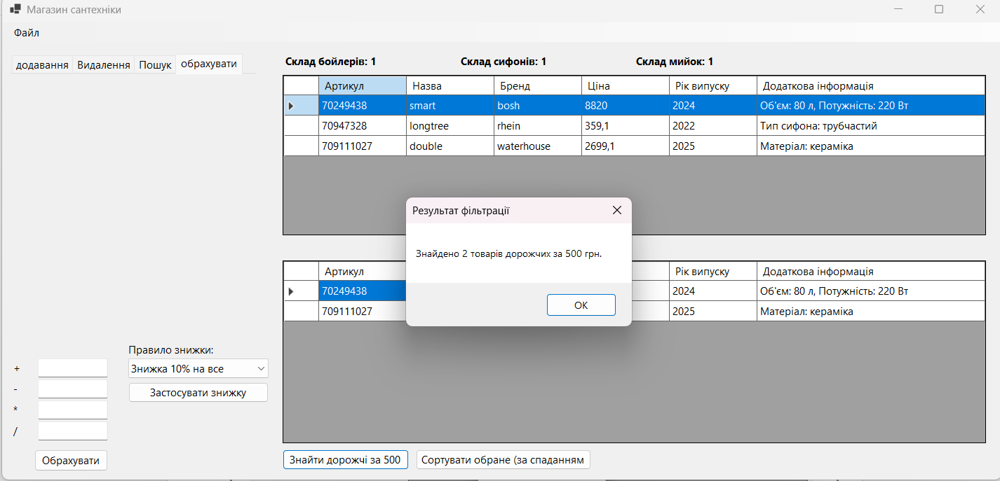 Магазин сантехніки
Файл
додавання Видалення Пошук обрахувати
Склад бойлерів: 1 Склад сифонів: 1 Склад мийок: 1
Артикул Назва Бренд Ціна Рік випуску Додаткова інформація
70249438 smart bosh 8820 2024 Об'єм: 80 л, Потужність: 220 Вт
70947328 longtree rhein 359,1 2022 Тип сифона: трубчастий
709111027 double waterhouse 2699,1 2025 Матеріал: кераміка
Результат фільтрації
Знайдено 2 товарів дорожчих за 500 грн.
OK
Артикул Рік випуску Додаткова інформація
70249438 2024 Об'єм: 80 л, Потужність: 220 Вт
709111027 2025 Матеріал: кераміка
Правило знижки:
+ Знижка 10% на все
- Застосувати знижку
*
/
Обрахувати Знайти дорожчі за 500 Сортувати обране (за спаданням